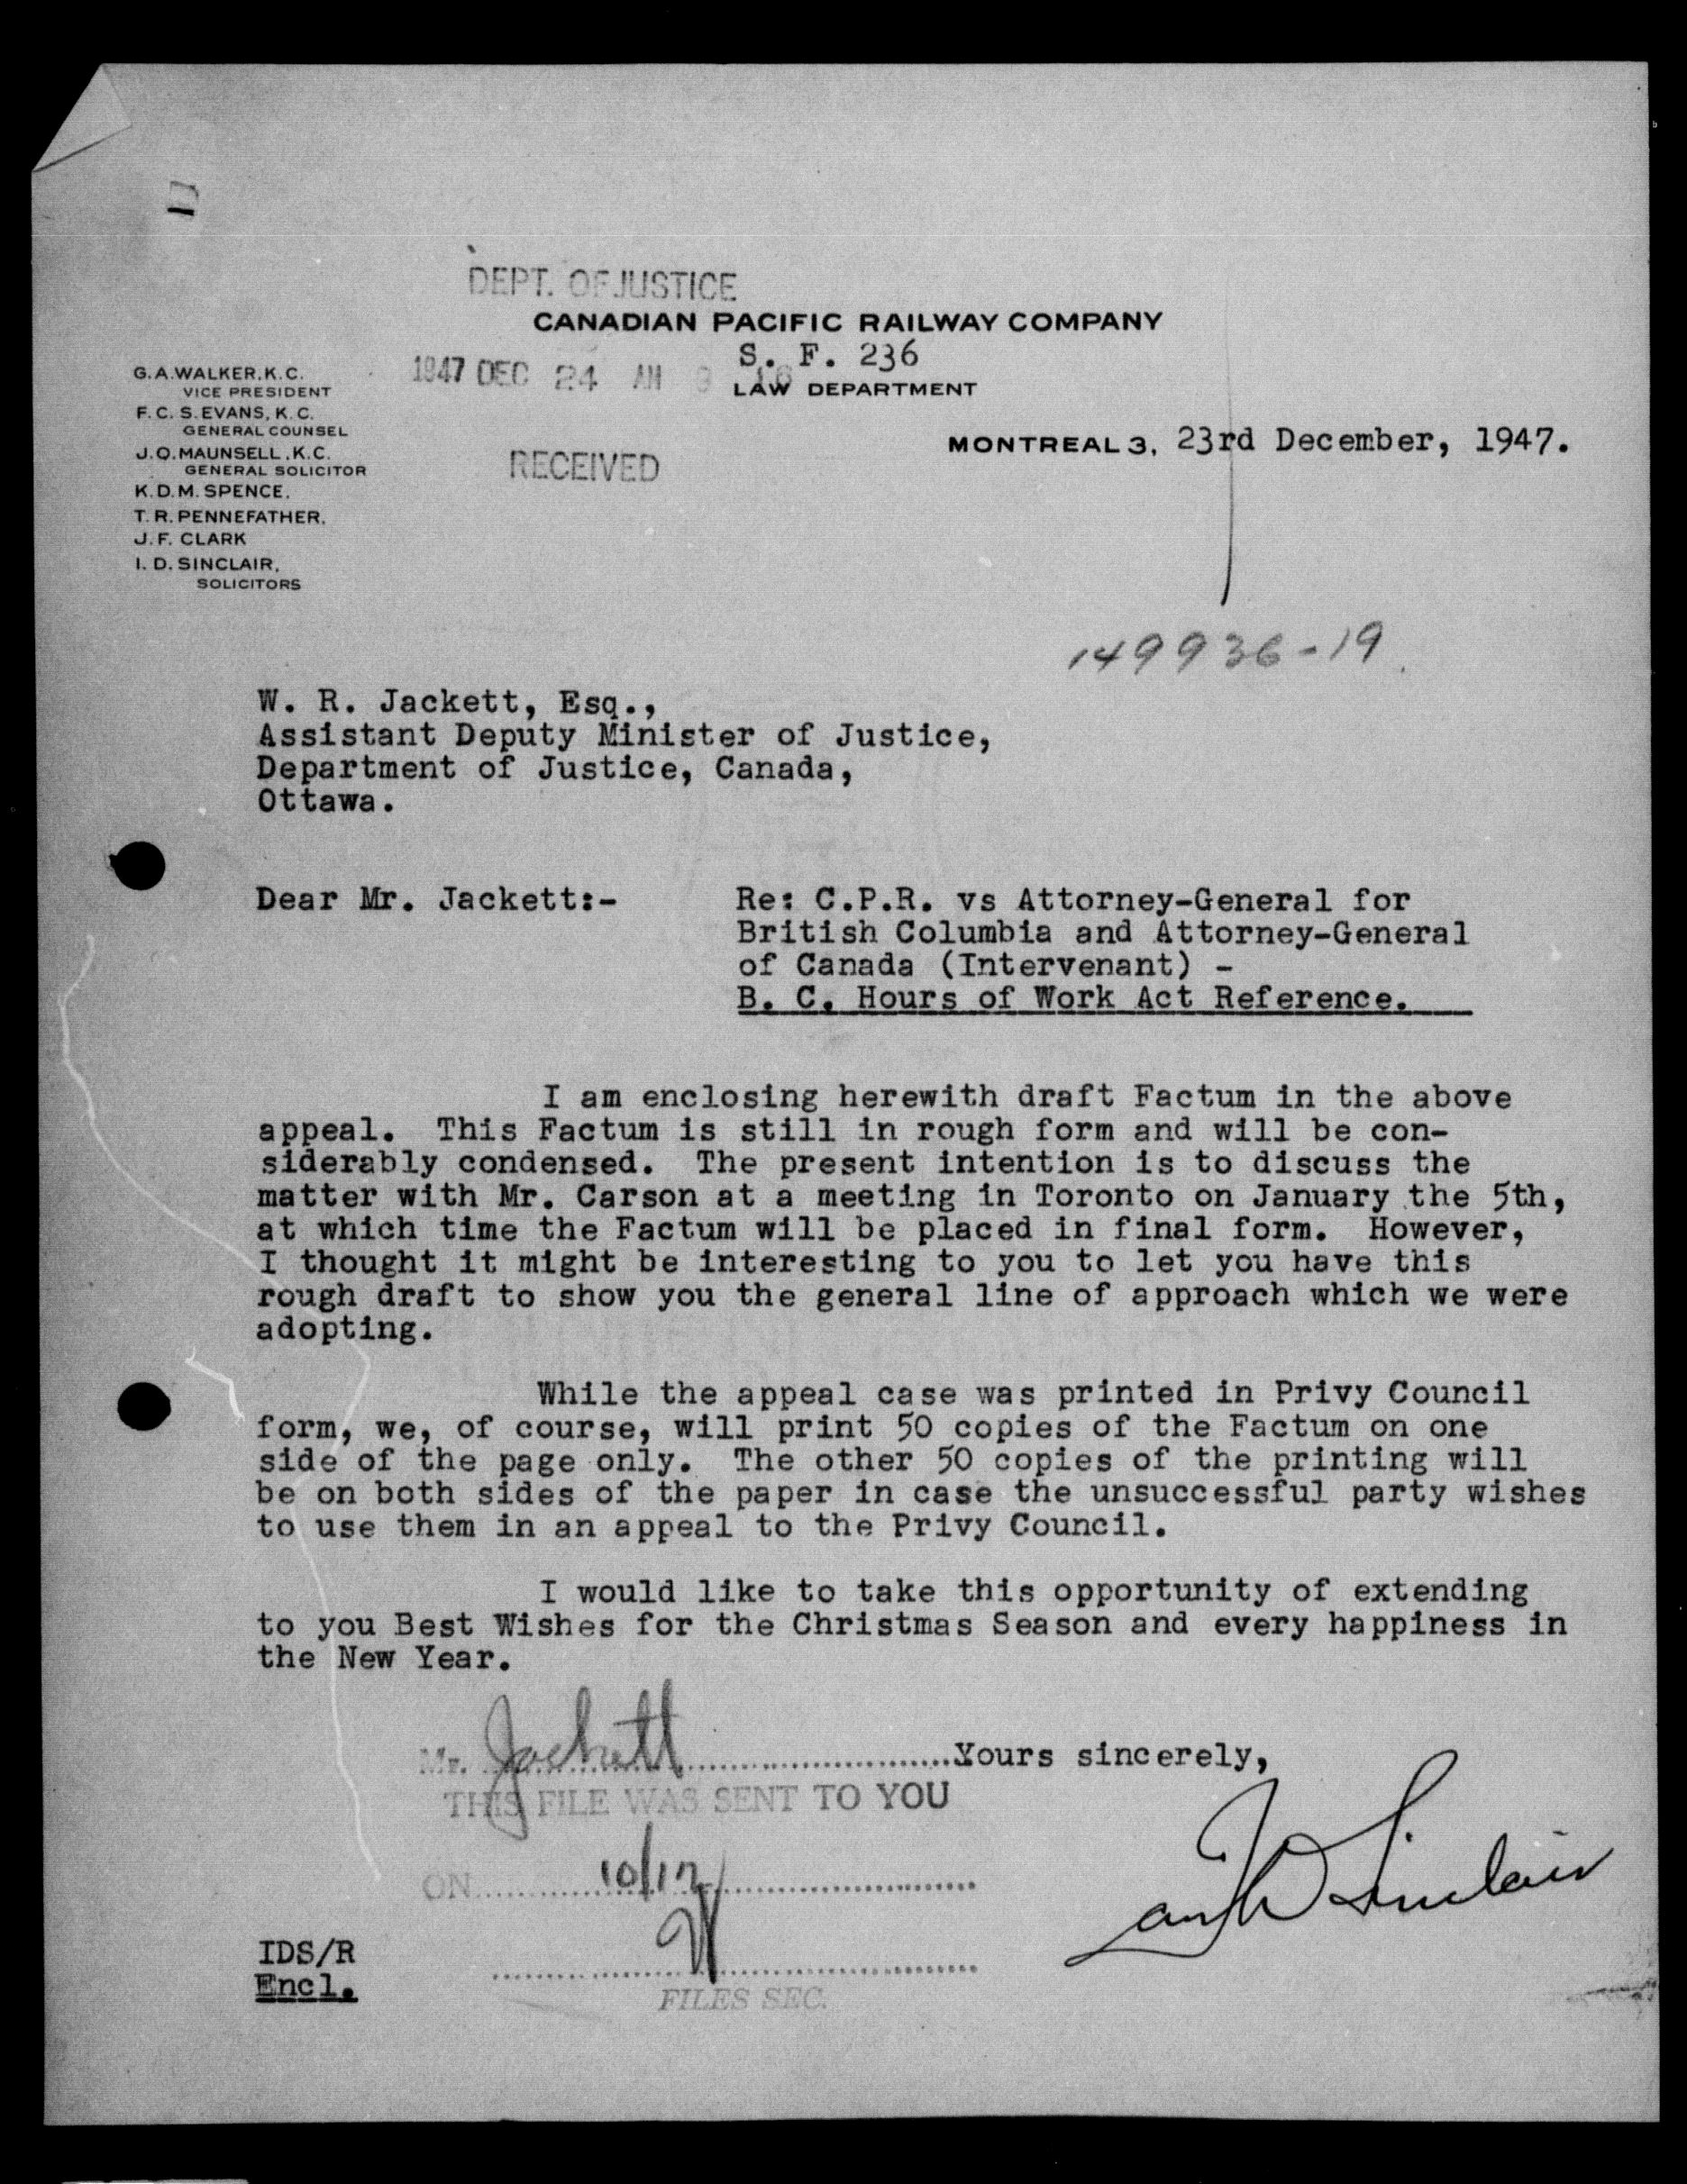 DEPT. OF JUSTICE
CANADIAN PACIFIC RAILWAY COMPANY
S. F. 236
1947 DEC 24 AM 9 16
LAW DEPARTMENT
G.A.WALKER,K.C.
VICE PRESIDENT
F.C.S.EVANS, K.C.
GENERAL COUNSEL
J.O.MAUNSELL,K.C.
GENERAL SOLICITOR
K.D.M. SPENCE,
T.R. PENNEFATHER,
J.F. CLARK
I.D. SINCLAIR,
SOLICITORS
RECEIVED
MONTREAL 3, 23rd December, 1947.
149936-19
W. R. Jackett, Esq.,
Assistant Deputy Minister of Justice,
Department of Justice, Canada,
Ottawa.
Dear Mr. Jackett:-
Re: C.P.R. vs Attorney-General for
British Columbia and Attorney-General
of Canada (Intervenant) -
B. C. Hours of Work Act Reference.
I am enclosing herewith draft Factum in the above
appeal. This Factum is still in rough form and will be con-
siderably condensed. The present intention is to discuss the
matter with Mr. Carson at a meeting in Toronto on January the 5th,
at which time the Factum will be placed in final form. However,
I thought it might be interesting to you to let you have this
rough draft to show you the general line of approach which we were
adopting.
While the appeal case was printed in Privy Council
form, we, of course, will print 50 copies of the Factum on one
side of the page only. The other 50 copies of the printing will
be on both sides of the paper in case the unsuccessful party wishes
to use them in an appeal to the Privy Council.
I would like to take this opportunity of extending
to you Best Wishes for the Christmas Season and every happiness in
the New Year.
Mr. Jackett
Yours sincerely,
THIS FILE WAS SENT TO YOU
ON 10/12
Ian D Sinclair
IDS/R
Encl.
FILES SEC.